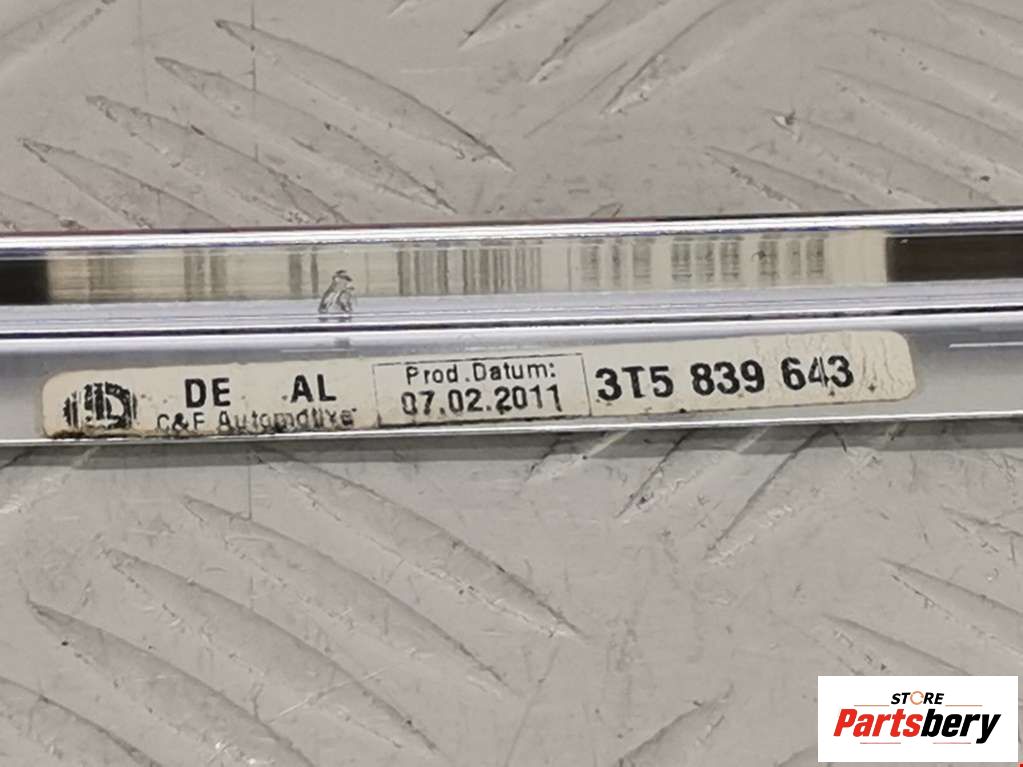 DE AL
C&F Automotive
Prod.Datum:
07.02.2011
3T5 839 643
STORE
Partsbery